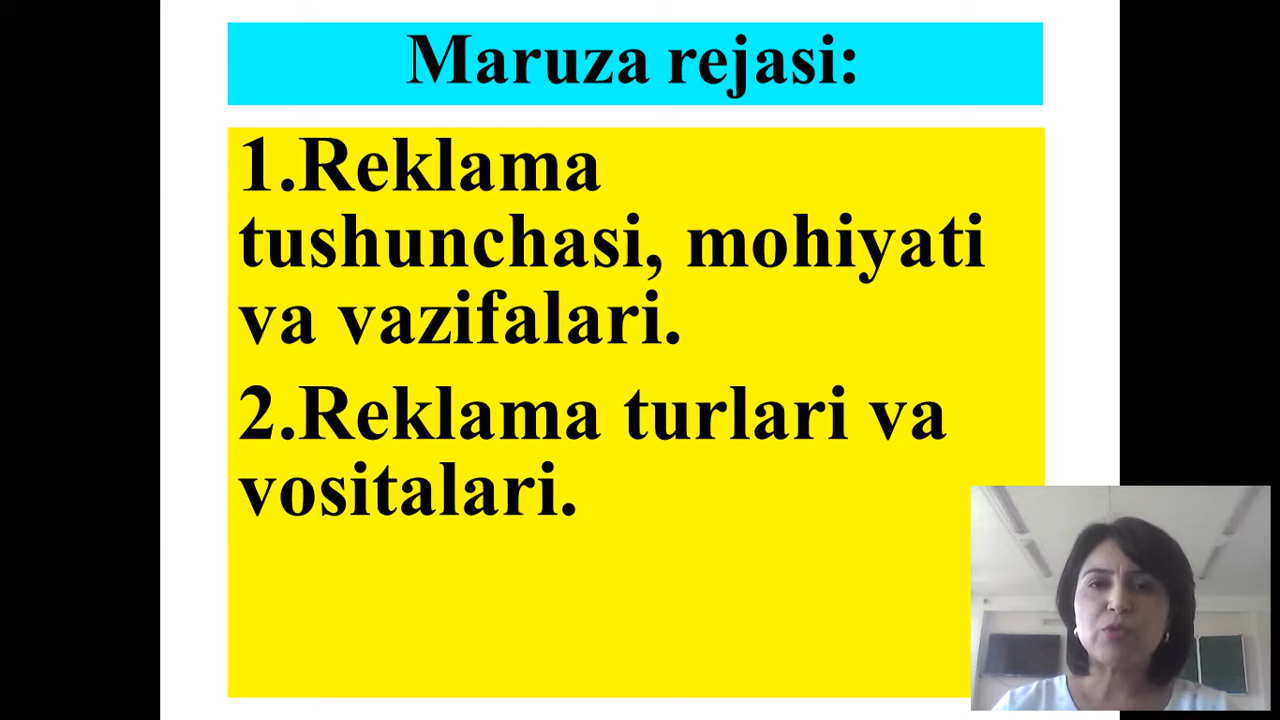 Maruza rejasi:
1.Reklama
tushunchasi, mohiyati
va vazifalari.
2.Reklama turlari va
vositalari.